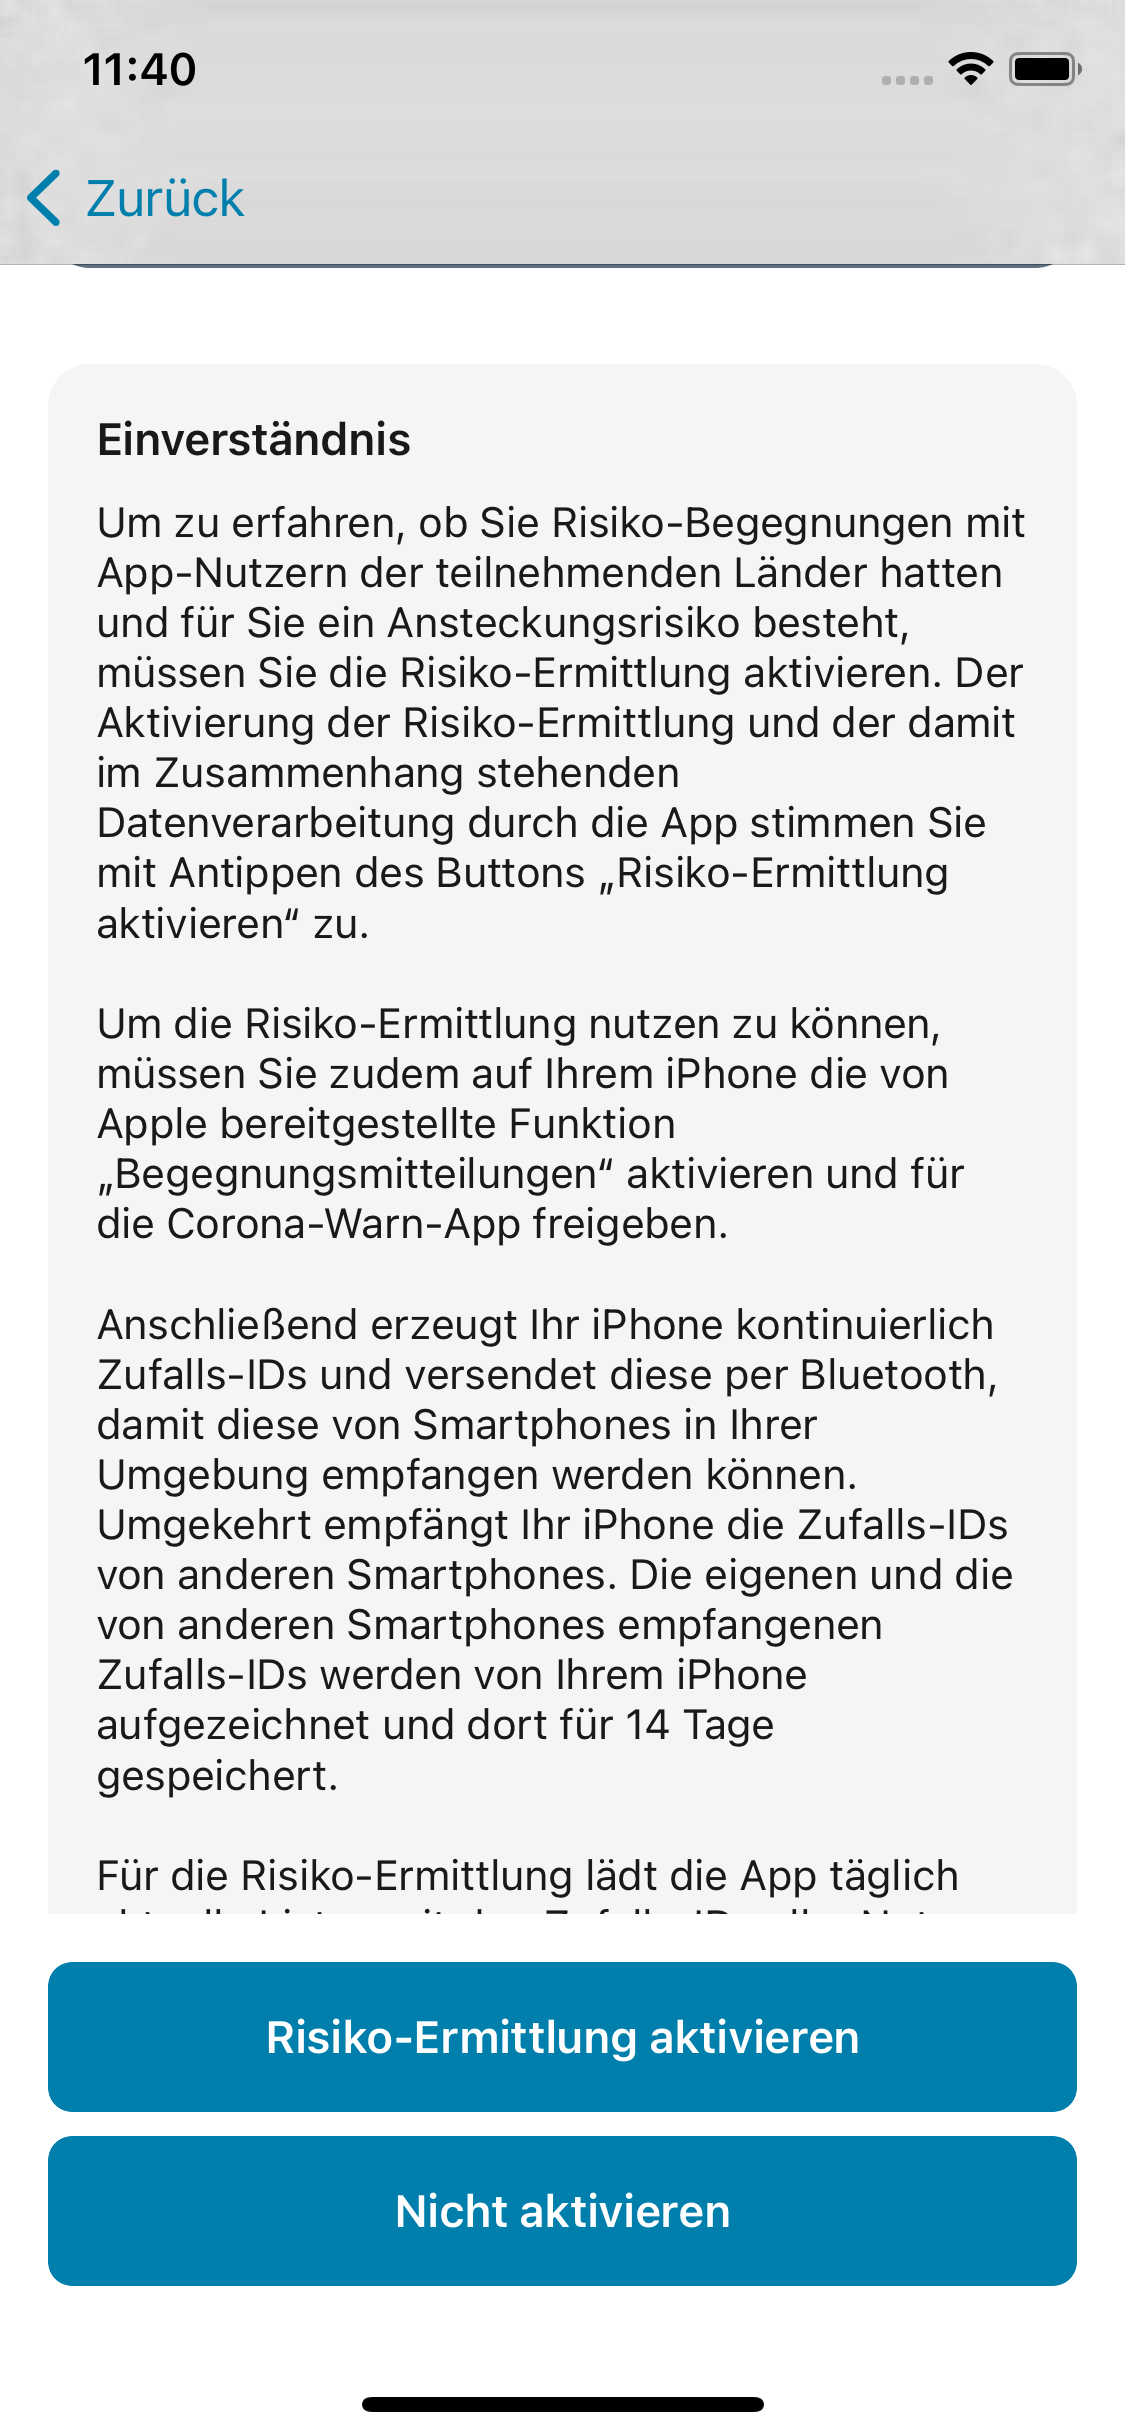 11:40
Zurück
Einverständnis
Um zu erfahren, ob Sie Risiko-Begegnungen mit
App-Nutzern der teilnehmenden Länder hatten
und für Sie ein Ansteckungsrisiko besteht,
müssen Sie die Risiko-Ermittlung aktivieren. Der
Aktivierung der Risiko-Ermittlung und der damit
im Zusammenhang stehenden
Datenverarbeitung durch die App stimmen Sie
mit Antippen des Buttons „Risiko-Ermittlung
aktivieren“ zu.
Um die Risiko-Ermittlung nutzen zu können,
müssen Sie zudem auf Ihrem iPhone die von
Apple bereitgestellte Funktion
„Begegnungsmitteilungen“ aktivieren und für
die Corona-Warn-App freigeben.
Anschließend erzeugt Ihr iPhone kontinuierlich
Zufalls-IDs und versendet diese per Bluetooth,
damit diese von Smartphones in Ihrer
Umgebung empfangen werden können.
Umgekehrt empfängt Ihr iPhone die Zufalls-IDs
von anderen Smartphones. Die eigenen und die
von anderen Smartphones empfangenen
Zufalls-IDs werden von Ihrem iPhone
aufgezeichnet und dort für 14 Tage
gespeichert.
Für die Risiko-Ermittlung lädt die App täglich
Risiko-Ermittlung aktivieren
Nicht aktivieren